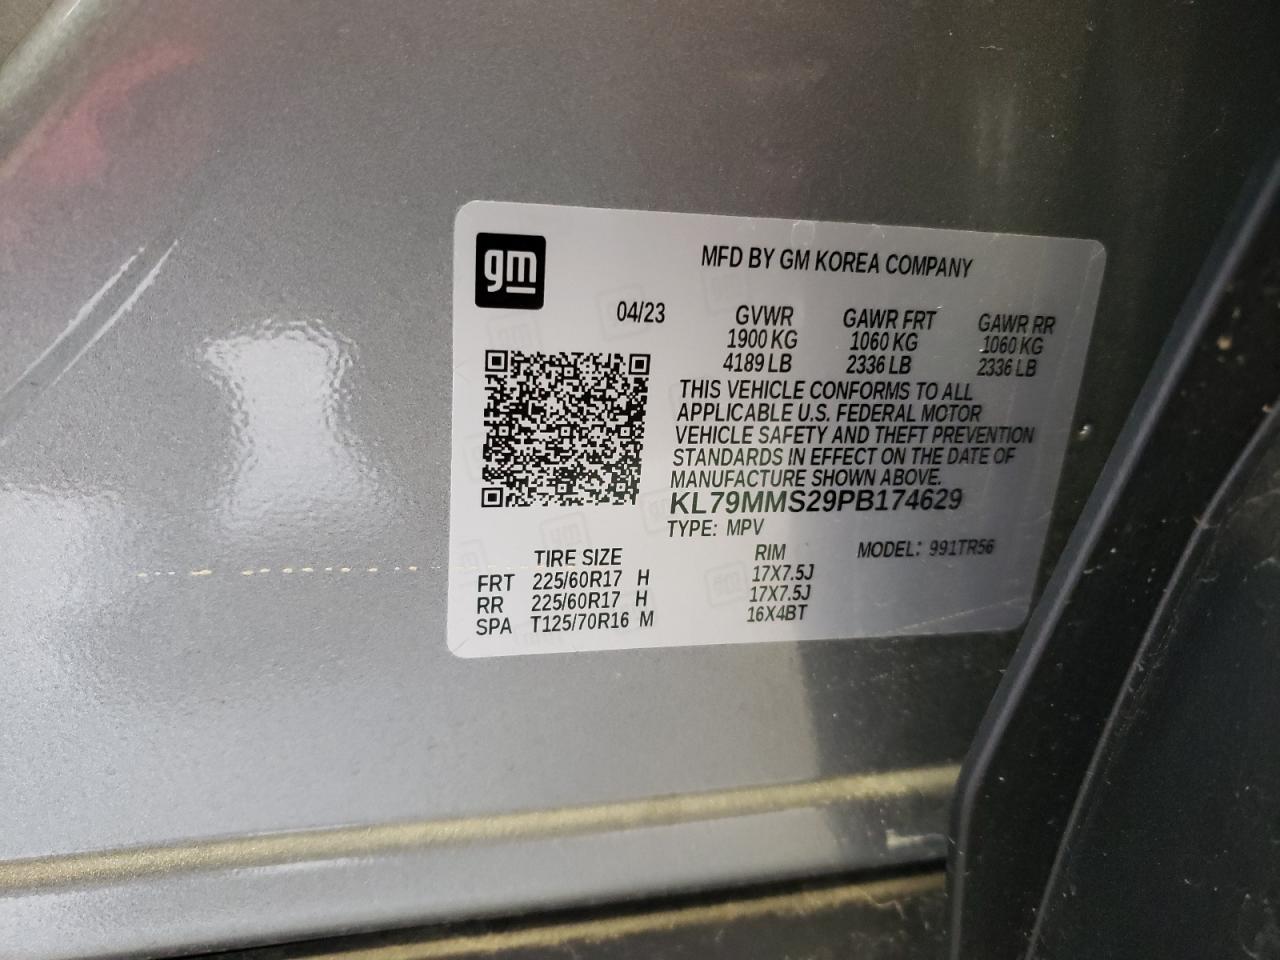 gm
MFD BY GM KOREA COMPANY
04/23 GVWR GAWR FRT GAWR RR
1900 KG 1060 KG 1060 KG
4189 LB 2336 LB 2336 LB
THIS VEHICLE CONFORMS TO ALL
APPLICABLE U.S. FEDERAL MOTOR
VEHICLE SAFETY AND THEFT PREVENTION
STANDARDS IN EFFECT ON THE DATE OF
MANUFACTURE SHOWN ABOVE.
KL79MMS29PB174629
TYPE: MPV
TIRE SIZE RIM MODEL: 991TR56
FRT 225/60R17 H 17X7.5J
RR 225/60R17 H 17X7.5J
SPA T125/70R16 M 16X4BT